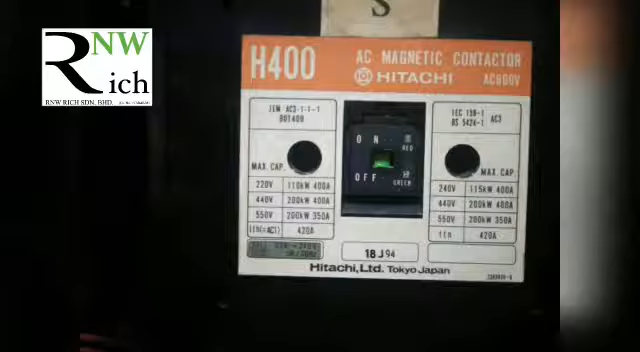 S
RNW
Rich
RNW RICH SDN. BHD.
H400
AC MAGNETIC CONTACTOR
HITACHI
AC600V
JEM AC3-1-1-1
IEC 158-1
BS 5424-1
AC3
MAX. CAP.
220V 110kW 400A
440V 200kW 400A
550V 200kW 350A
420A
ON
RED
OFF
GREEN
MAX. CAP.
240V 115kW 400A
440V 200kW 400A
550V 200kW 350A
Ith 420A
18 J94
Hitachi, Ltd. Tokyo Japan